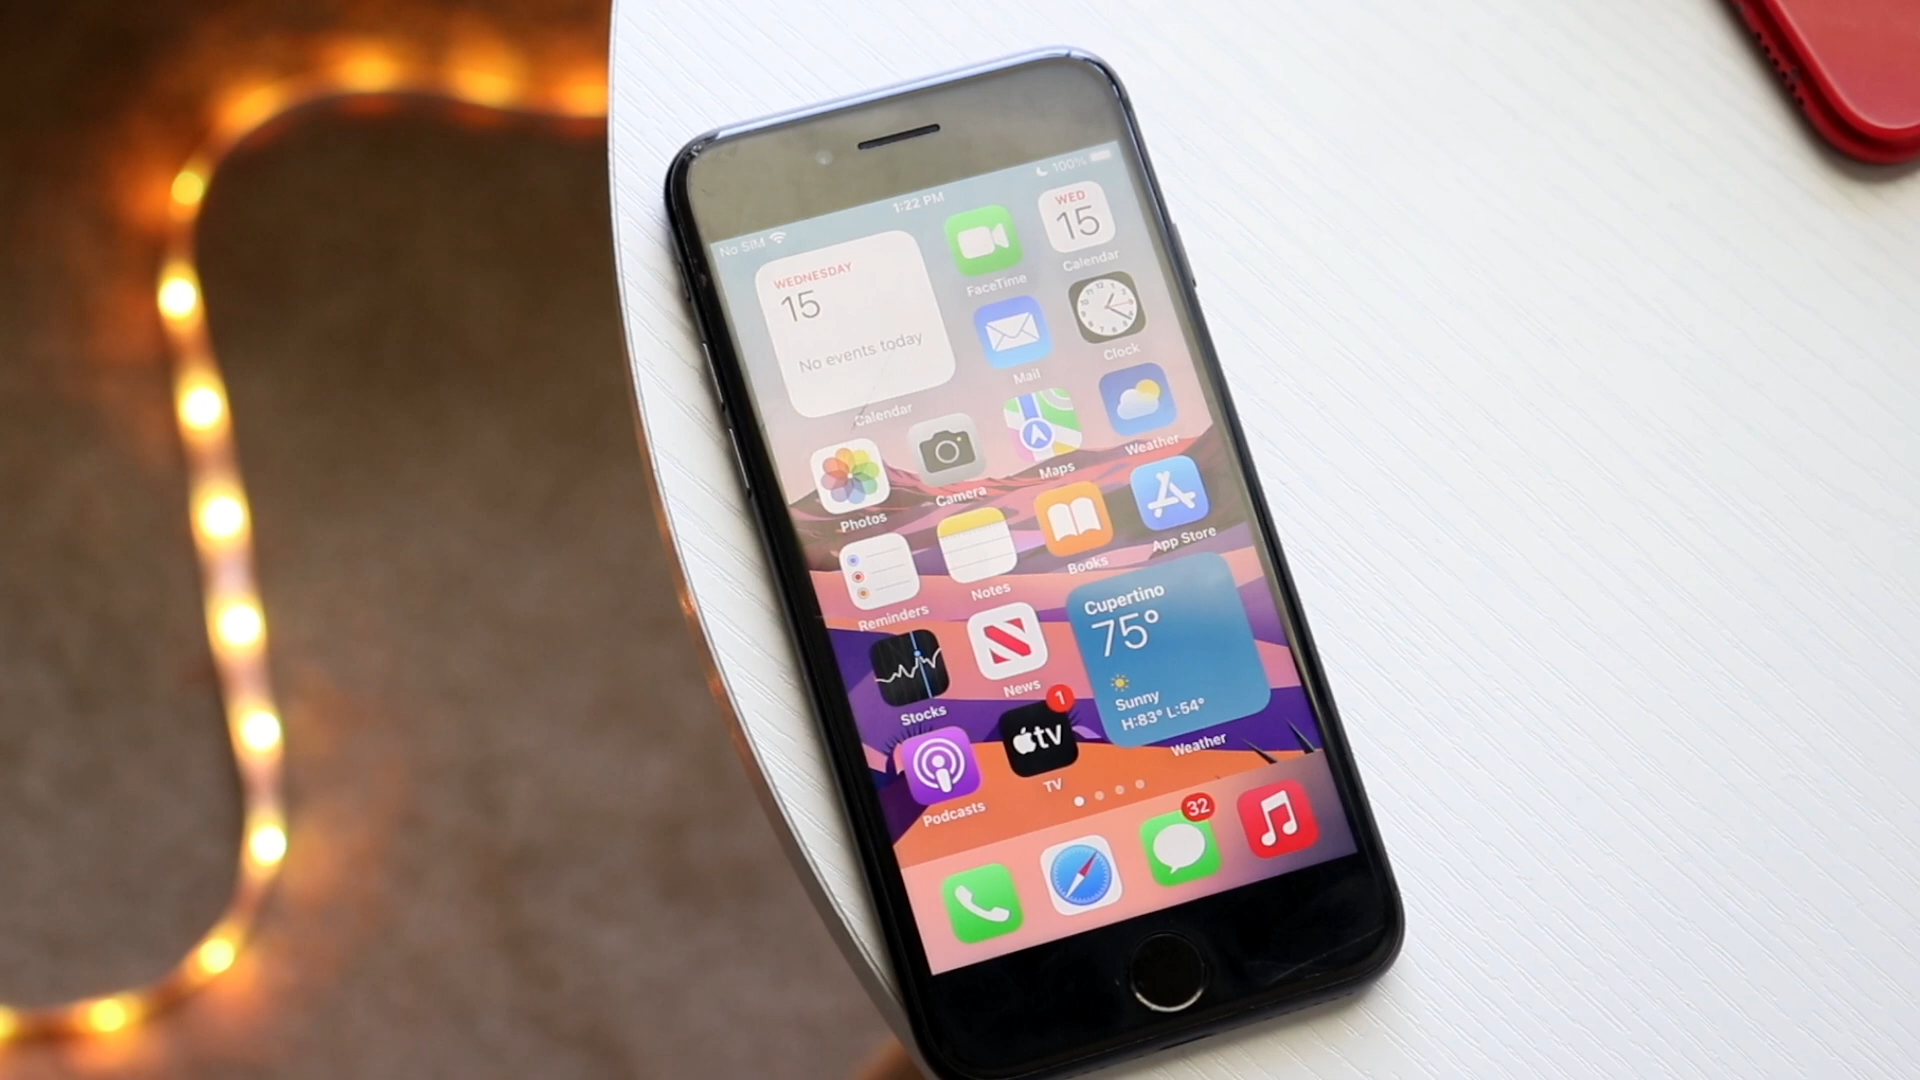 No SIM
1:22 PM
100%
WEDNESDAY
15
No events today
Calendar
FaceTime
WED
15
Calendar
Mail
Clock
Photos
Camera
Maps
Weather
Reminders
Notes
Books
App Store
Stocks
News
Cupertino
75°
Sunny
H:83° L:54°
Weather
Podcasts
1
tv
TV
32